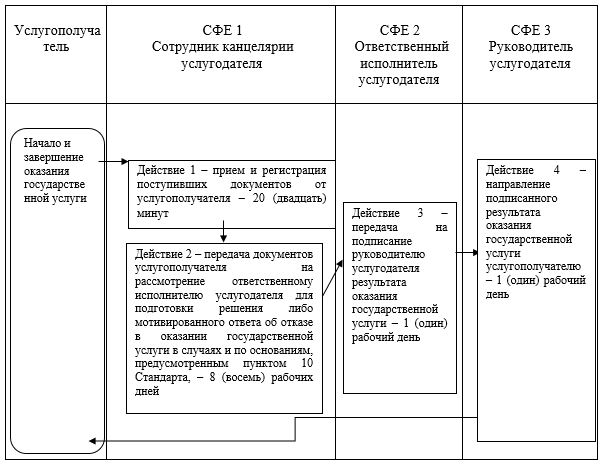 Услугополуча
тель
СФЕ 1
Сотрудник канцелярии
услугодателя
СФЕ 2
Ответственный
исполнитель
услугодателя
СФЕ 3
Руководитель
услугодателя
Начало и
завершение
оказания
государстве
нной услуги
Действие 1 – прием и регистрация
поступивших документов от
услугополучателя – 20 (двадцать)
минут
Действие 2 – передача документов
услугополучателя на
рассмотрение ответственному
исполнителю услугодателя для
подготовки решения либо
мотивированного ответа об отказе
в оказании государственной
услуги в случаях и по основаниям,
предусмотренным пунктом 10
Стандарта, – 8 (восемь) рабочих
дней
Действие 3 –
передача на
подписание
руководителю
услугодателя
результата
оказания
государственной
услуги – 1 (один)
рабочий день
Действие 4 –
направление
подписанного
результата
оказания
государственной
услуги
услугополучателю
– 1 (один) рабочий
день